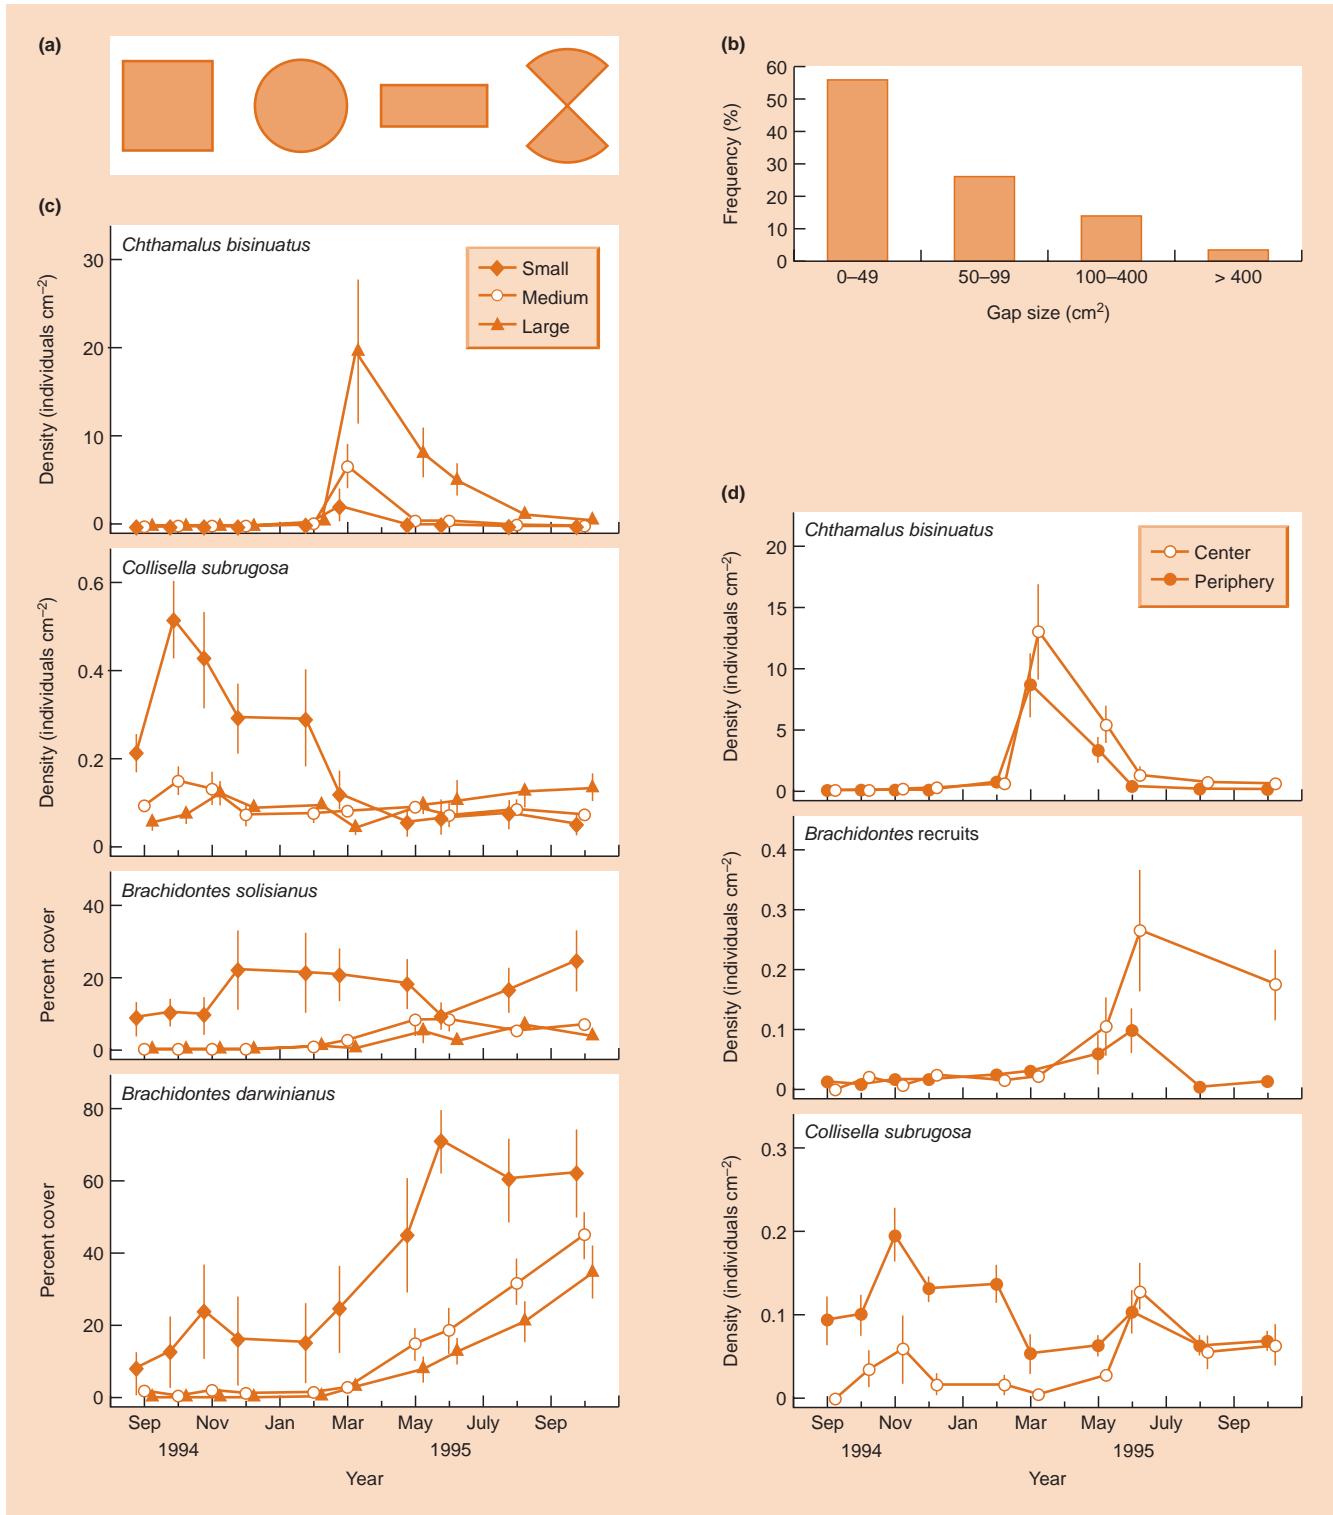 (a)
(b)
60
50
40
30
20
10
0
Frequency (%)
0–49 50–99 100–400 > 400
Gap size (cm²)
(c)
Chthamalus bisinuatus
Small
Medium
Large
30
20
10
0
Density (individuals cm⁻²)
Collisella subrugosa
0.6
0.4
0.2
0
Density (individuals cm⁻²)
Brachidontes solisianus
40
20
0
Percent cover
Brachidontes darwinianus
80
60
40
20
0
Percent cover
Sep Nov Jan Mar May July Sep
1994 1995
Year
(d)
Chthamalus bisinuatus
Center
Periphery
20
15
10
5
0
Density (individuals cm⁻²)
Brachidontes recruits
0.4
0.3
0.2
0.1
0
Density (individuals cm⁻²)
Collisella subrugosa
0.3
0.2
0.1
0
Density (individuals cm⁻²)
Sep Nov Jan Mar May July Sep
1994 1995
Year